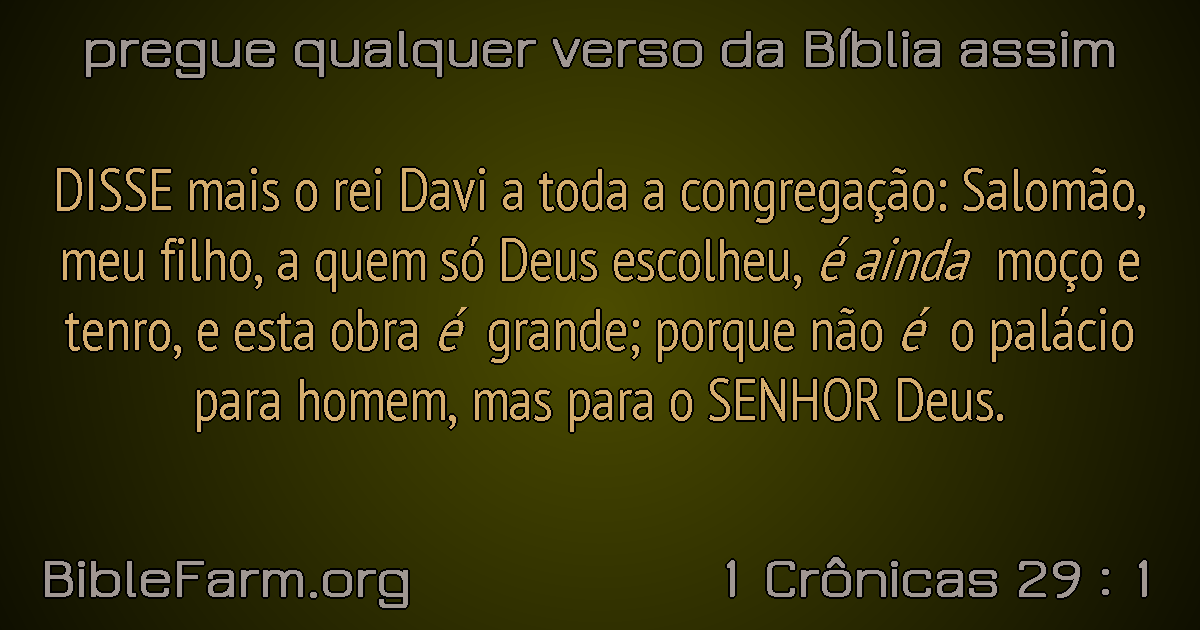 pregue qualquer verso da Bíblia assim
DISSE mais o rei Davi a toda a congregação: Salomão,
meu filho, a quem só Deus escolheu, é ainda moço e
tenro, e esta obra é grande; porque não é o palácio
para homem, mas para o SENHOR Deus.
BibleFarm.org
1 Crônicas 29 : 1